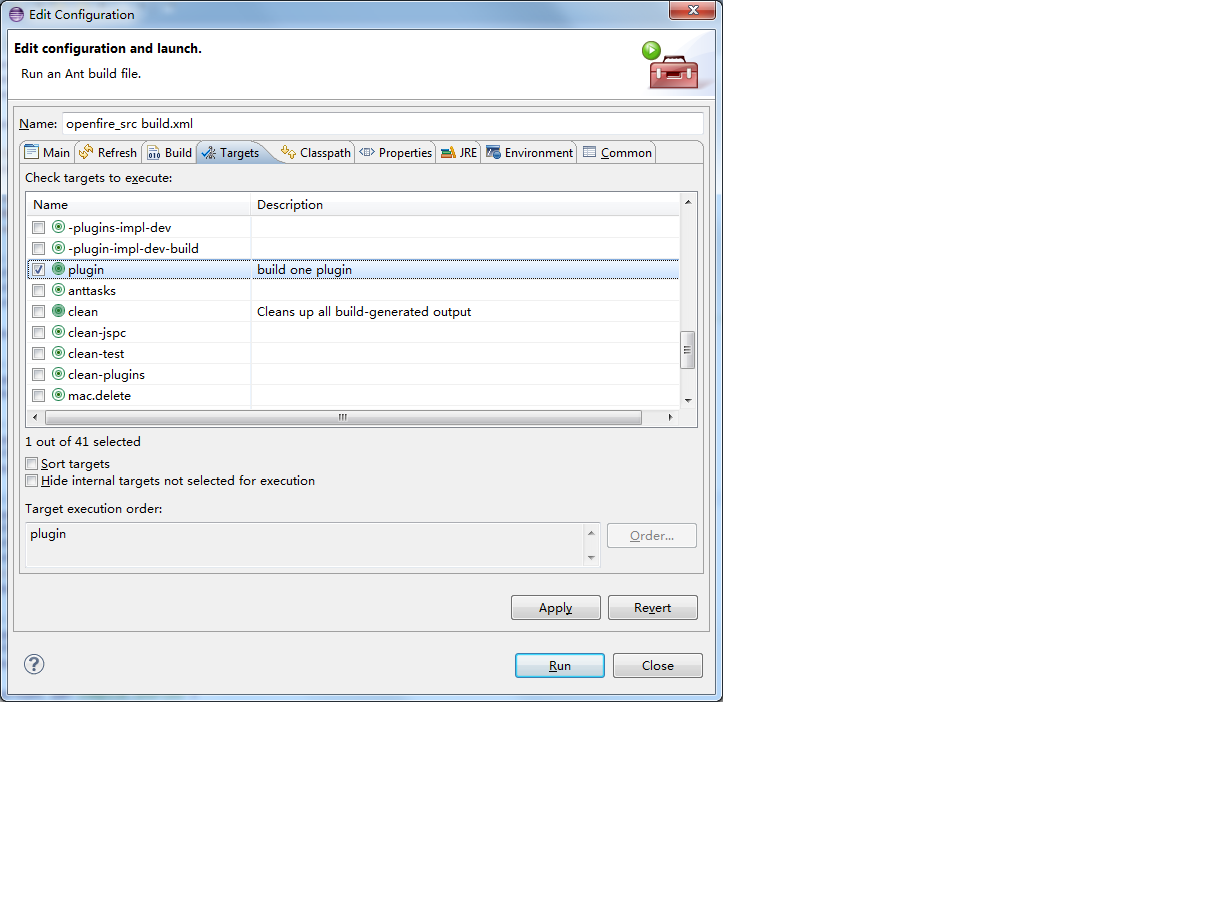 Edit Configuration
Edit configuration and launch.
Run an Ant build file.
Name: openfire_src build.xml
Main Refresh Build Targets Classpath Properties JRE Environment Common
Check targets to execute:
Name Description
-plugins-impl-dev
-plugin-impl-dev-build
plugin build one plugin
anttasks
clean Cleans up all build-generated output
clean-jspc
clean-test
clean-plugins
mac.delete
1 out of 41 selected
Sort targets
Hide internal targets not selected for execution
Target execution order:
plugin
Order...
Apply Revert
Run Close